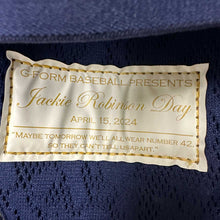 G-FORM BASEBALL PRESENTS
Jackie Robinson Day
APRIL 15, 2024
"MAYBE TOMORROW WE'LL ALL WEAR NUMBER 42,
SO THEY CAN'T TELL US APART."